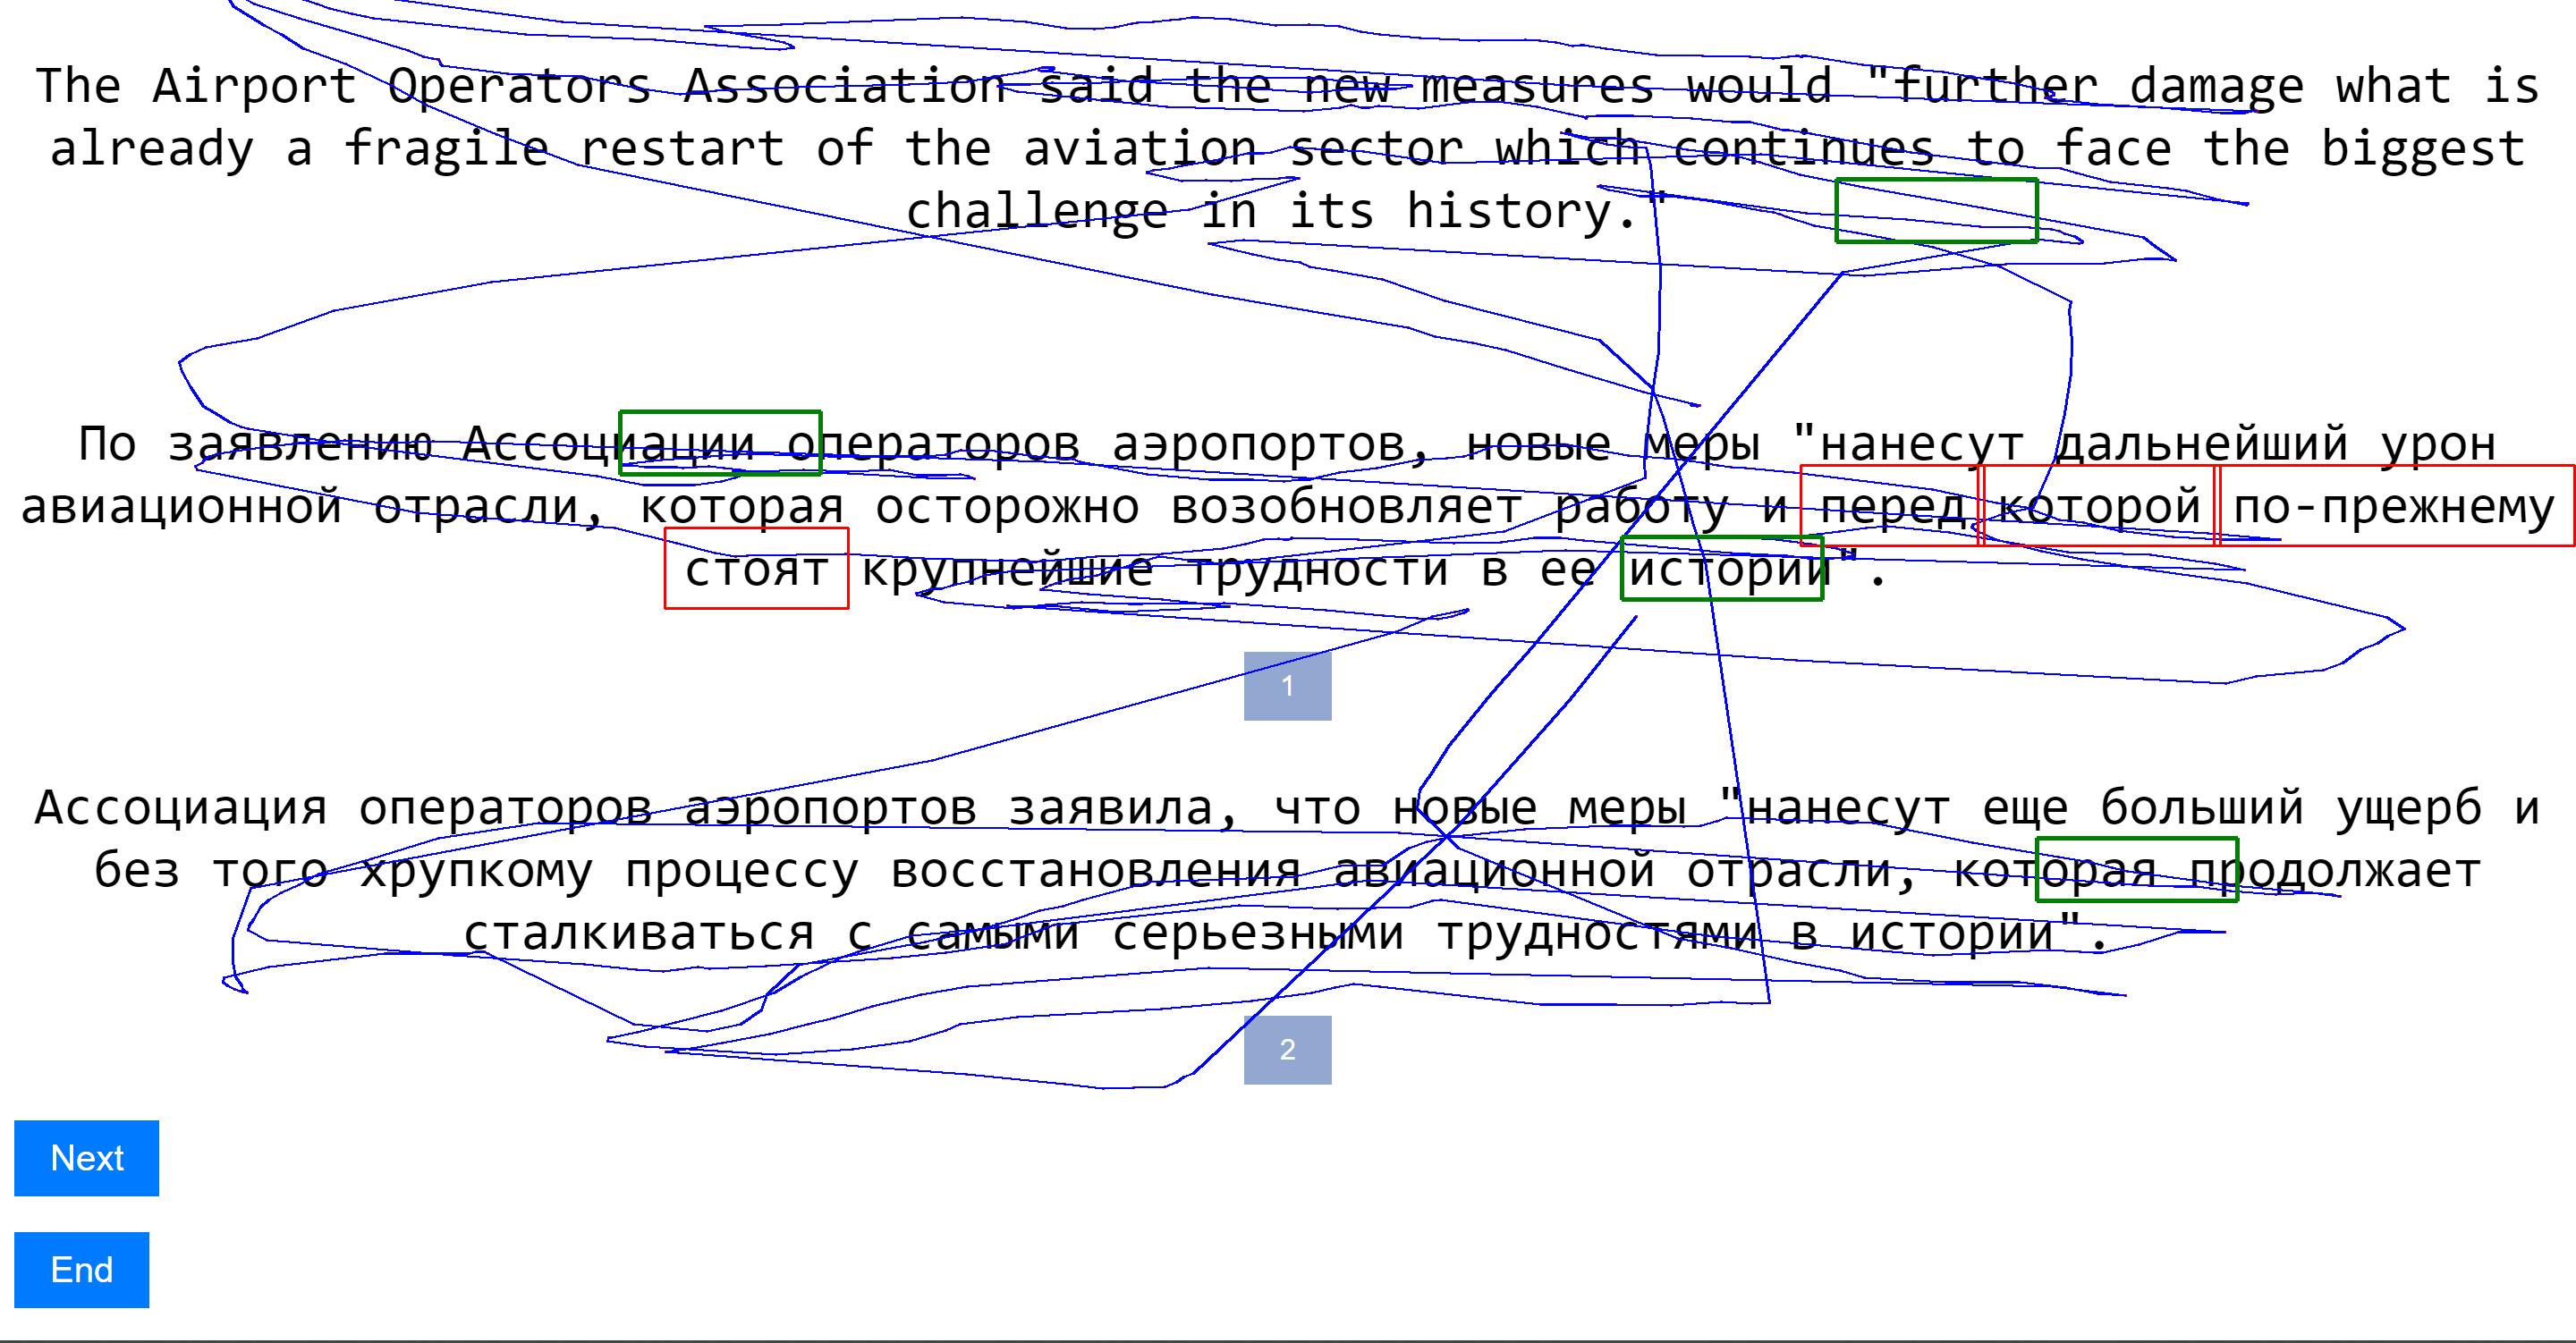 The Airport Operators Association said the new measures would "further damage what is
already a fragile restart of the aviation sector which continues to face the biggest
challenge in its history."
По заявлению Ассоциации операторов аэропортов, новые меры "нанесут дальнейший урон
авиационной отрасли, которая осторожно возобновляет работу и перед которой по-прежнему
стоят крупнейшие трудности в ее истории".
1
Ассоциация операторов аэропортов заявила, что новые меры "нанесут еще больший ущерб и
без того хрупкому процессу восстановления авиационной отрасли, которая продолжает
сталкиваться с самыми серьезными трудностями в истории".
2
Next
End